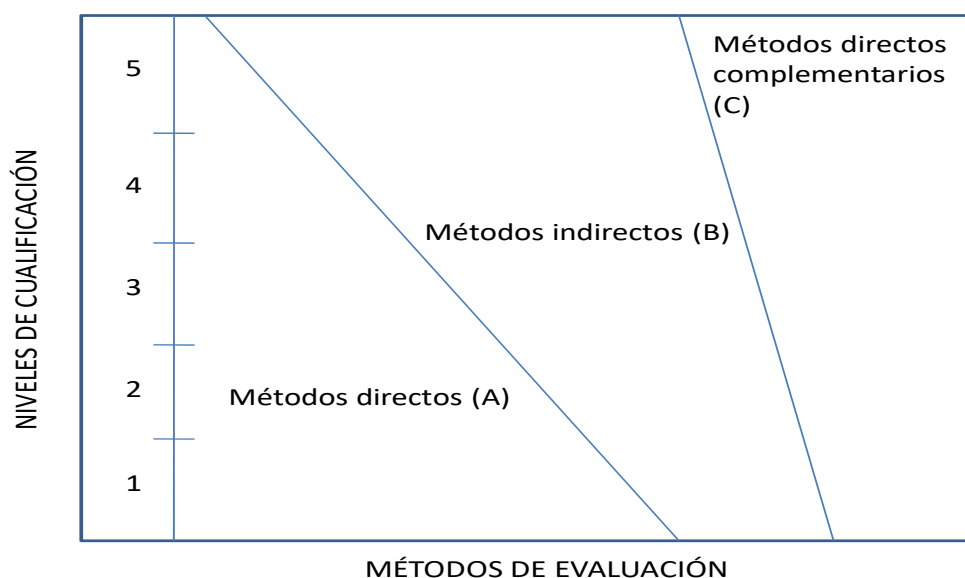 NIVELES DE CUALIFICACIÓN
5
4
3
2
1
Métodos directos
complementarios
(C)
Métodos indirectos (B)
Métodos directos (A)
MÉTODOS DE EVALUACIÓN